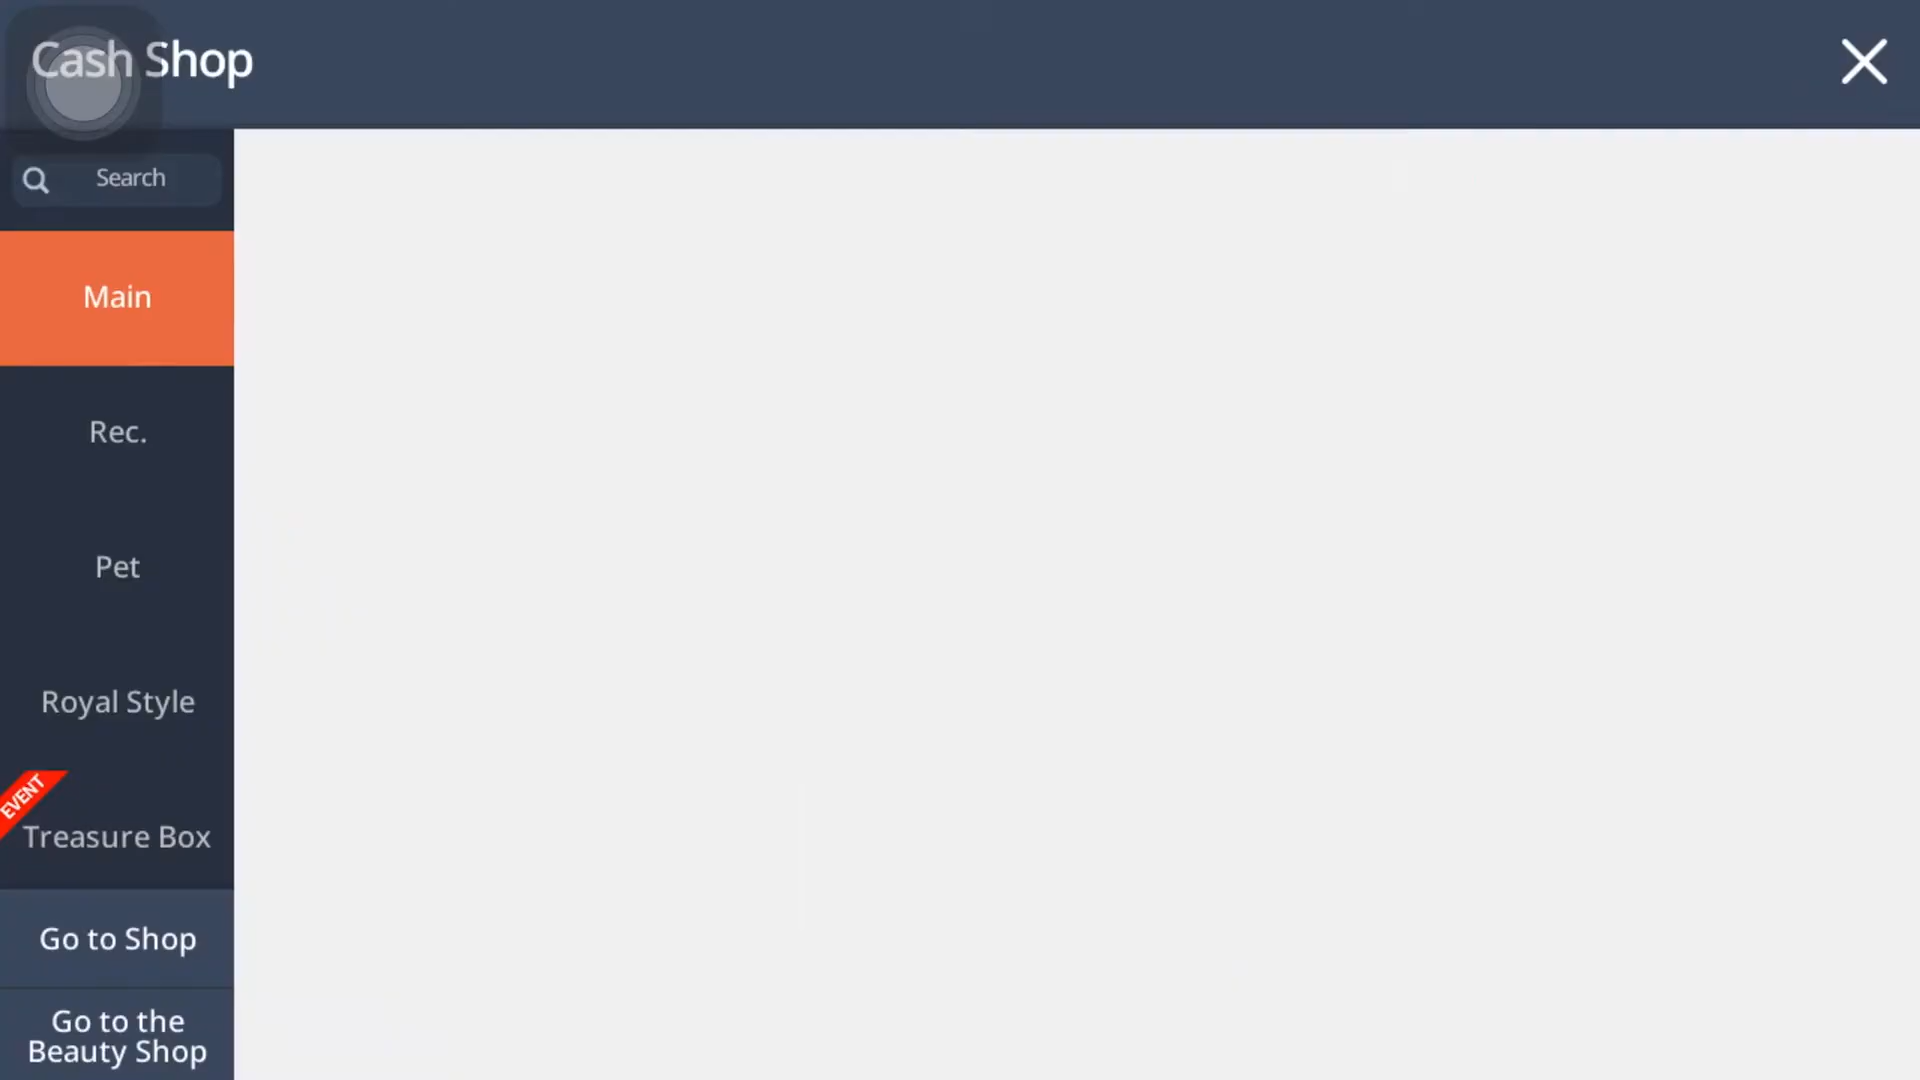 Cash Shop
Search
Main
Rec.
Pet
Royal Style
EVENT
Treasure Box
Go to Shop
Go to the
Beauty Shop